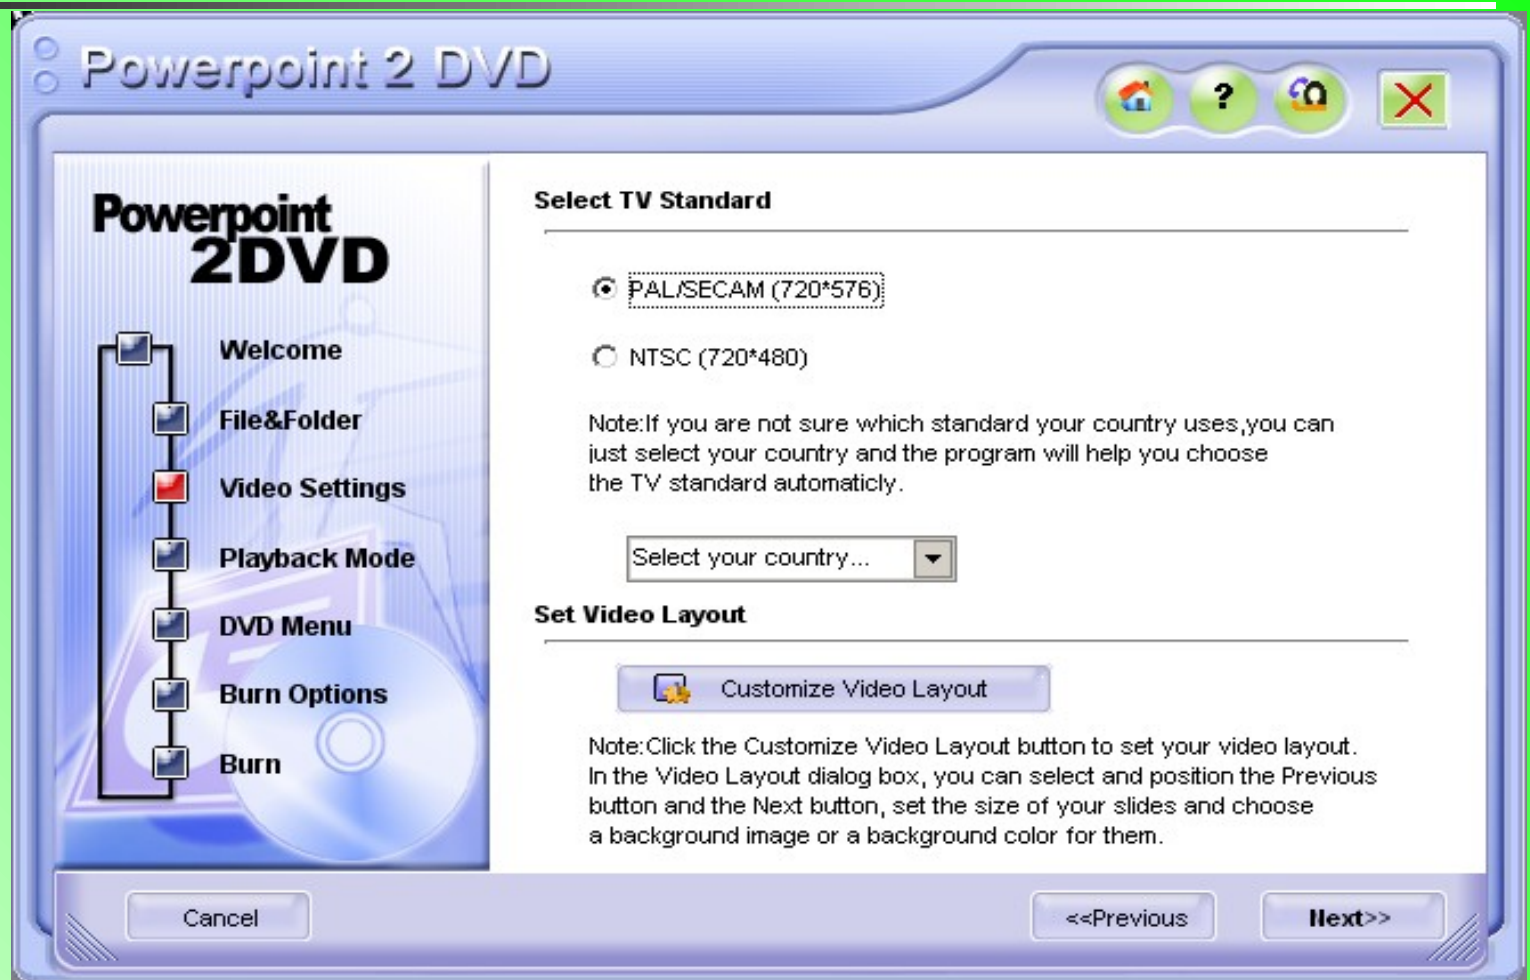 Powerpoint 2 DVD
?
Powerpoint
2DVD
Welcome
File&Folder
Video Settings
Playback Mode
DVD Menu
Burn Options
Burn
Select TV Standard
PAL/SECAM (720*576)
NTSC (720*480)
Note:If you are not sure which standard your country uses,you can
just select your country and the program will help you choose
the TV standard automaticly.
Select your country...
Set Video Layout
Customize Video Layout
Note:Click the Customize Video Layout button to set your video layout.
In the Video Layout dialog box, you can select and position the Previous
button and the Next button, set the size of your slides and choose
a background image or a background color for them.
Cancel
<<Previous
Next>>